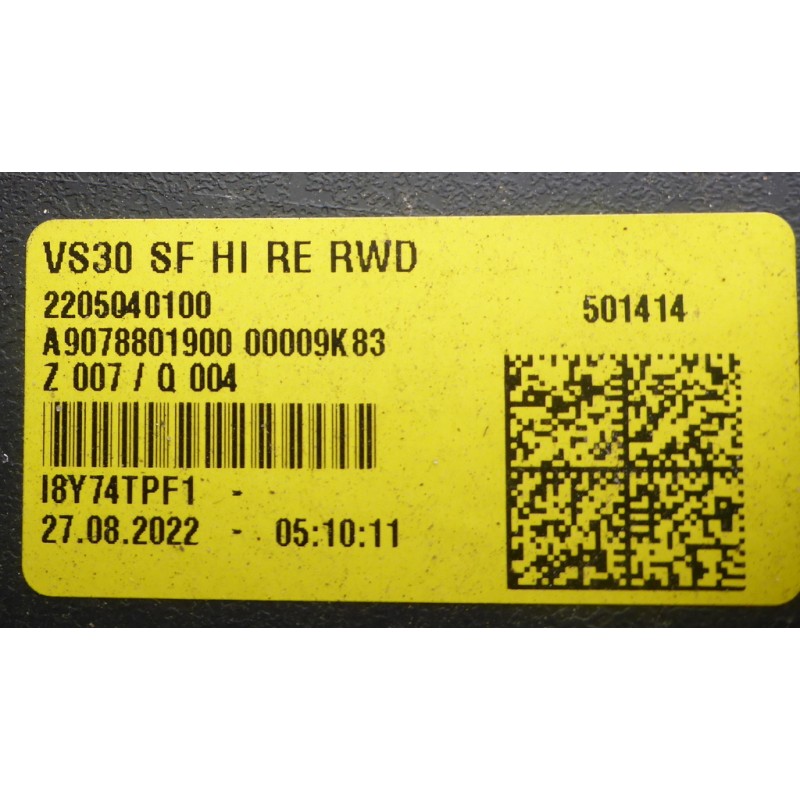 VS30 SF HI RE RWD
2205040100
501414
A9078801900 00009K83
Z 007 / Q 004
I8Y74TPF1 -
27.08.2022 - 05:10:11